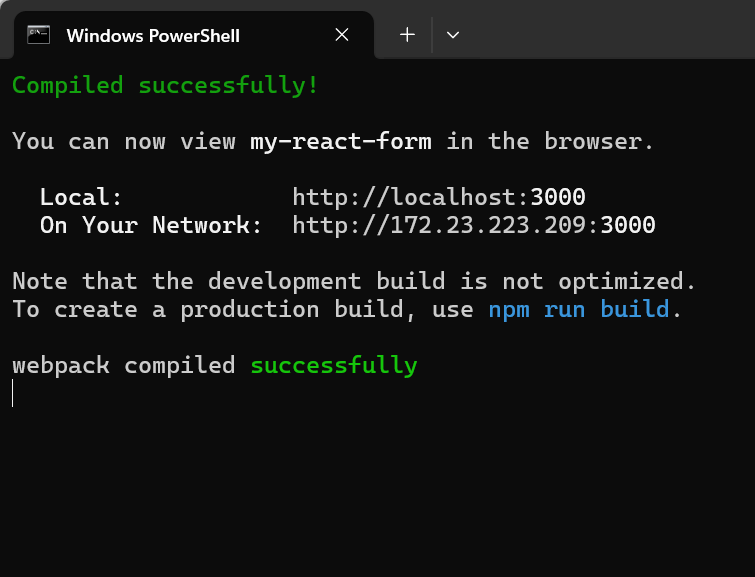 Windows PowerShell
Compiled successfully!
You can now view my-react-form in the browser.
Local: http://localhost:3000
On Your Network: http://172.23.223.209:3000
Note that the development build is not optimized.
To create a production build, use npm run build.
webpack compiled successfully